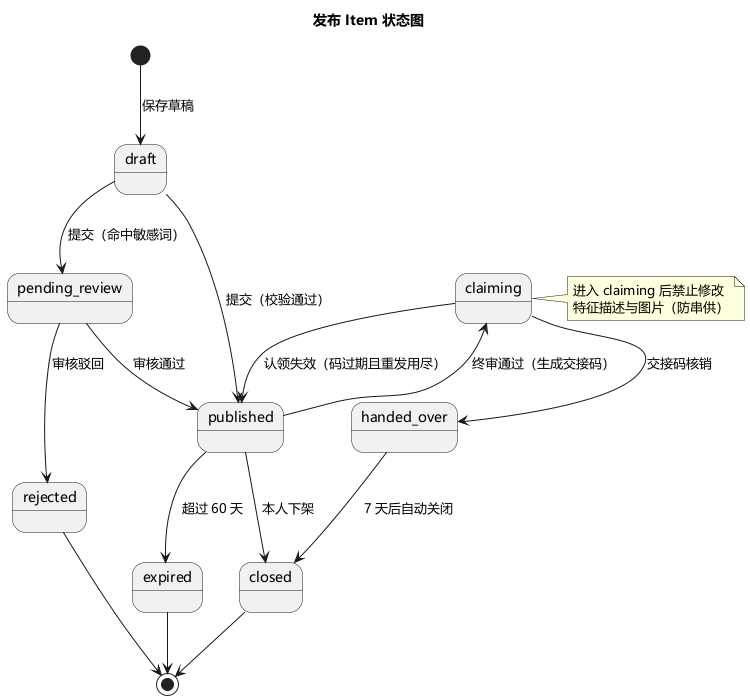 发布 Item 状态图
保存草稿
draft
提交（命中敏感词）
pending_review
claiming
进入 claiming 后禁止修改
特征描述与图片（防串供）
提交（校验通过）
审核驳回
审核通过
认领失效（码过期且重发用尽）
终审通过（生成交接码）
交接码核销
published
handed_over
rejected
超过 60 天
本人下架
7 天后自动关闭
expired
closed